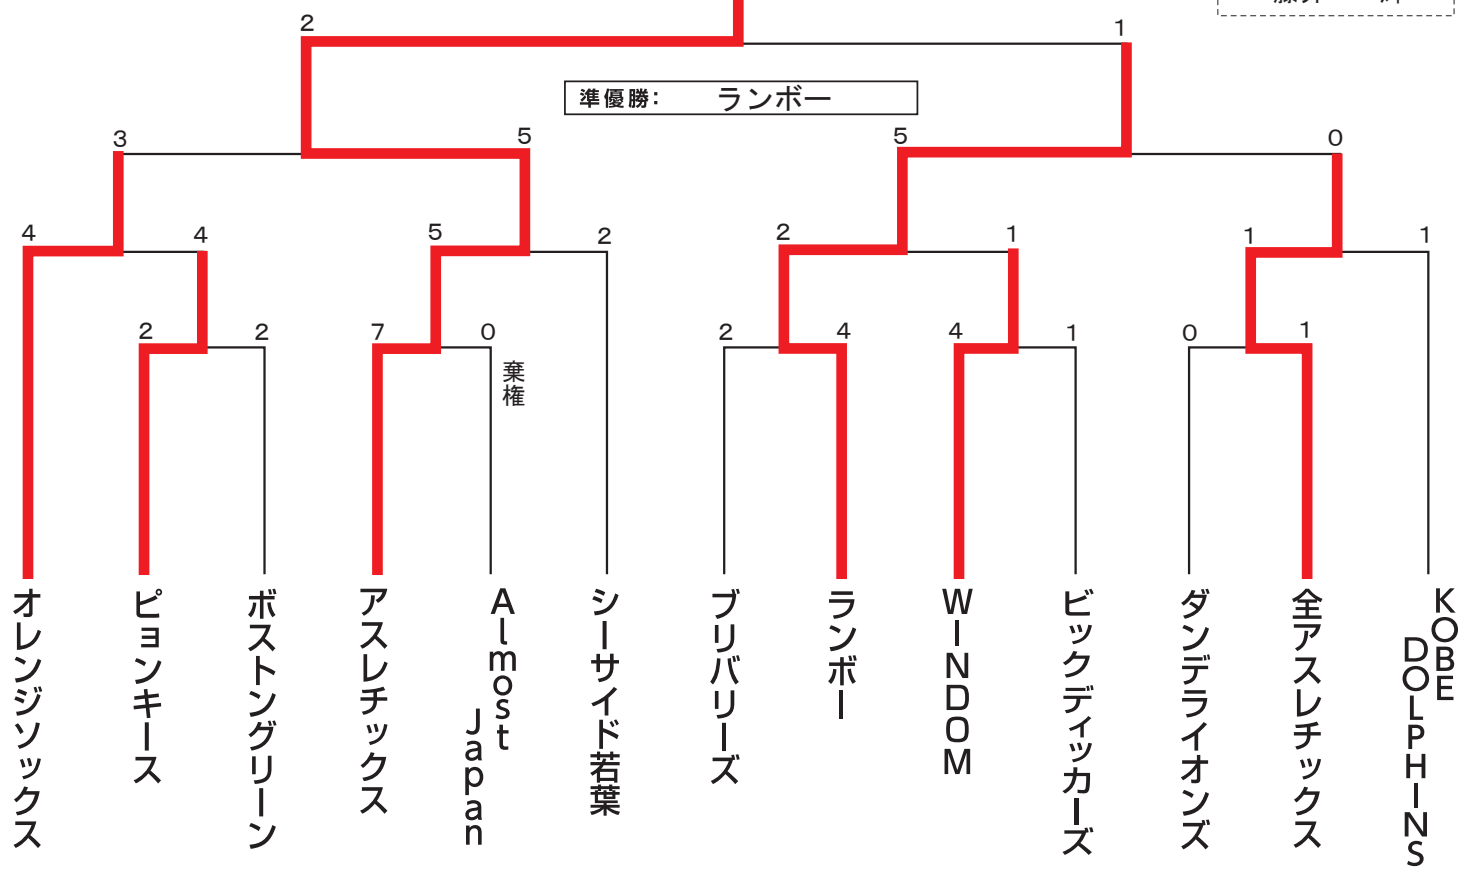 2 1
準優勝： ランボー
3 5 5 0
4 4 5 2 2 1 1 1
2 2 7 0 2 4 4 1 0 1
棄権
オレンジソックス
ピョンキース
ボストングリーン
アスレチックス
Almost
Japan
シーサイド若葉
ブリバリーズ
ランボー
WINDOM
ビックディッカーズ
ダンデライオンズ
全アスレチックス
KOBE
DOLPHINS